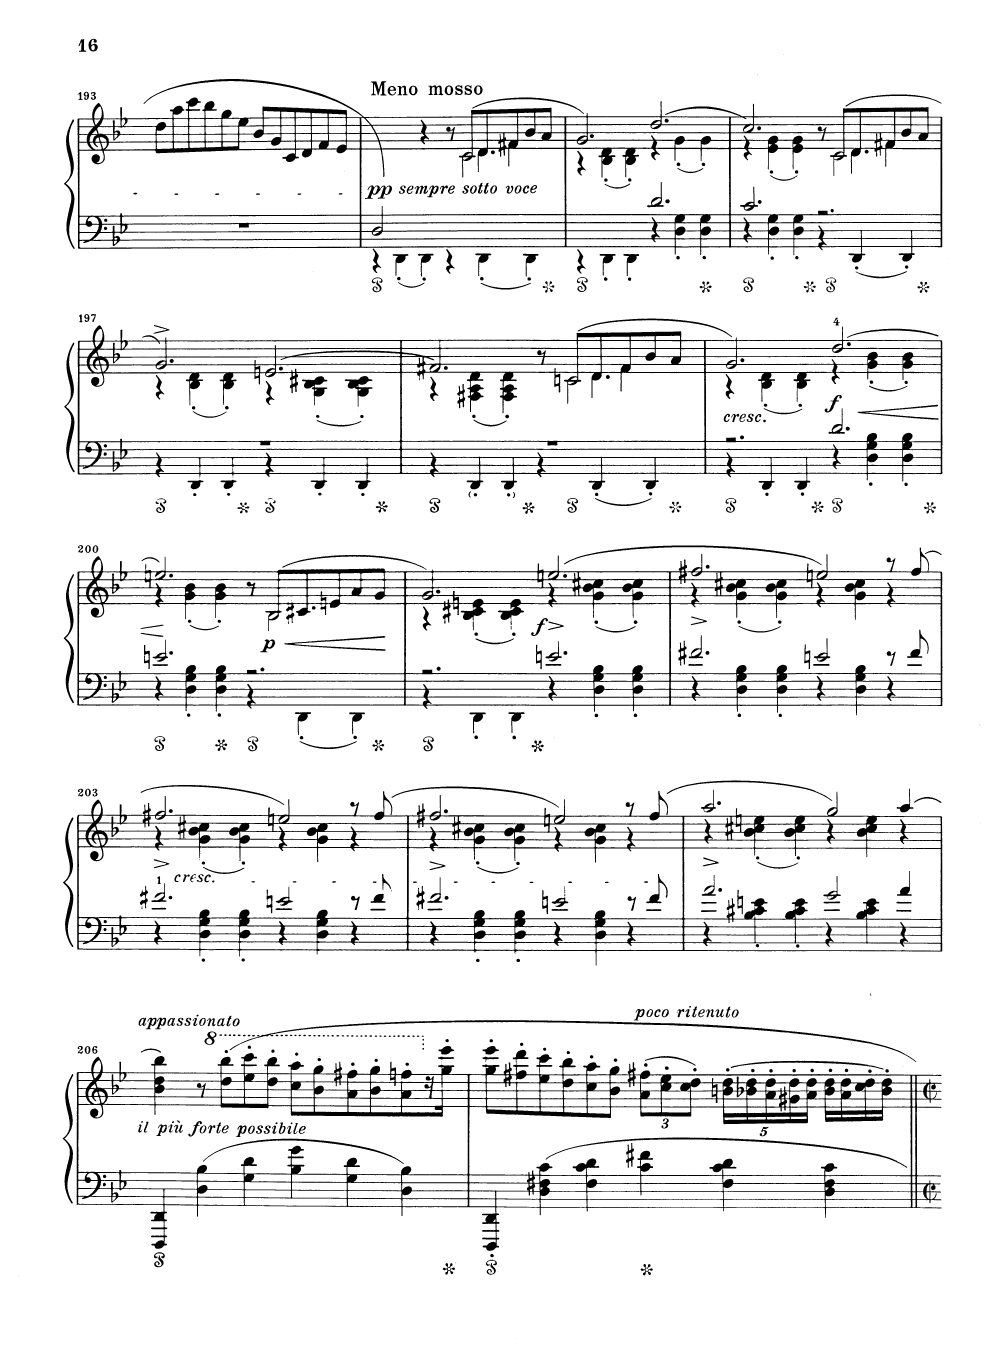 16
193
Meno mosso
pp sempre sotto voce
197
4
cresc.
f
200
p
f
203
1
cresc.
appassionato
poco ritenuto
206
8
il più forte possibile
3
5